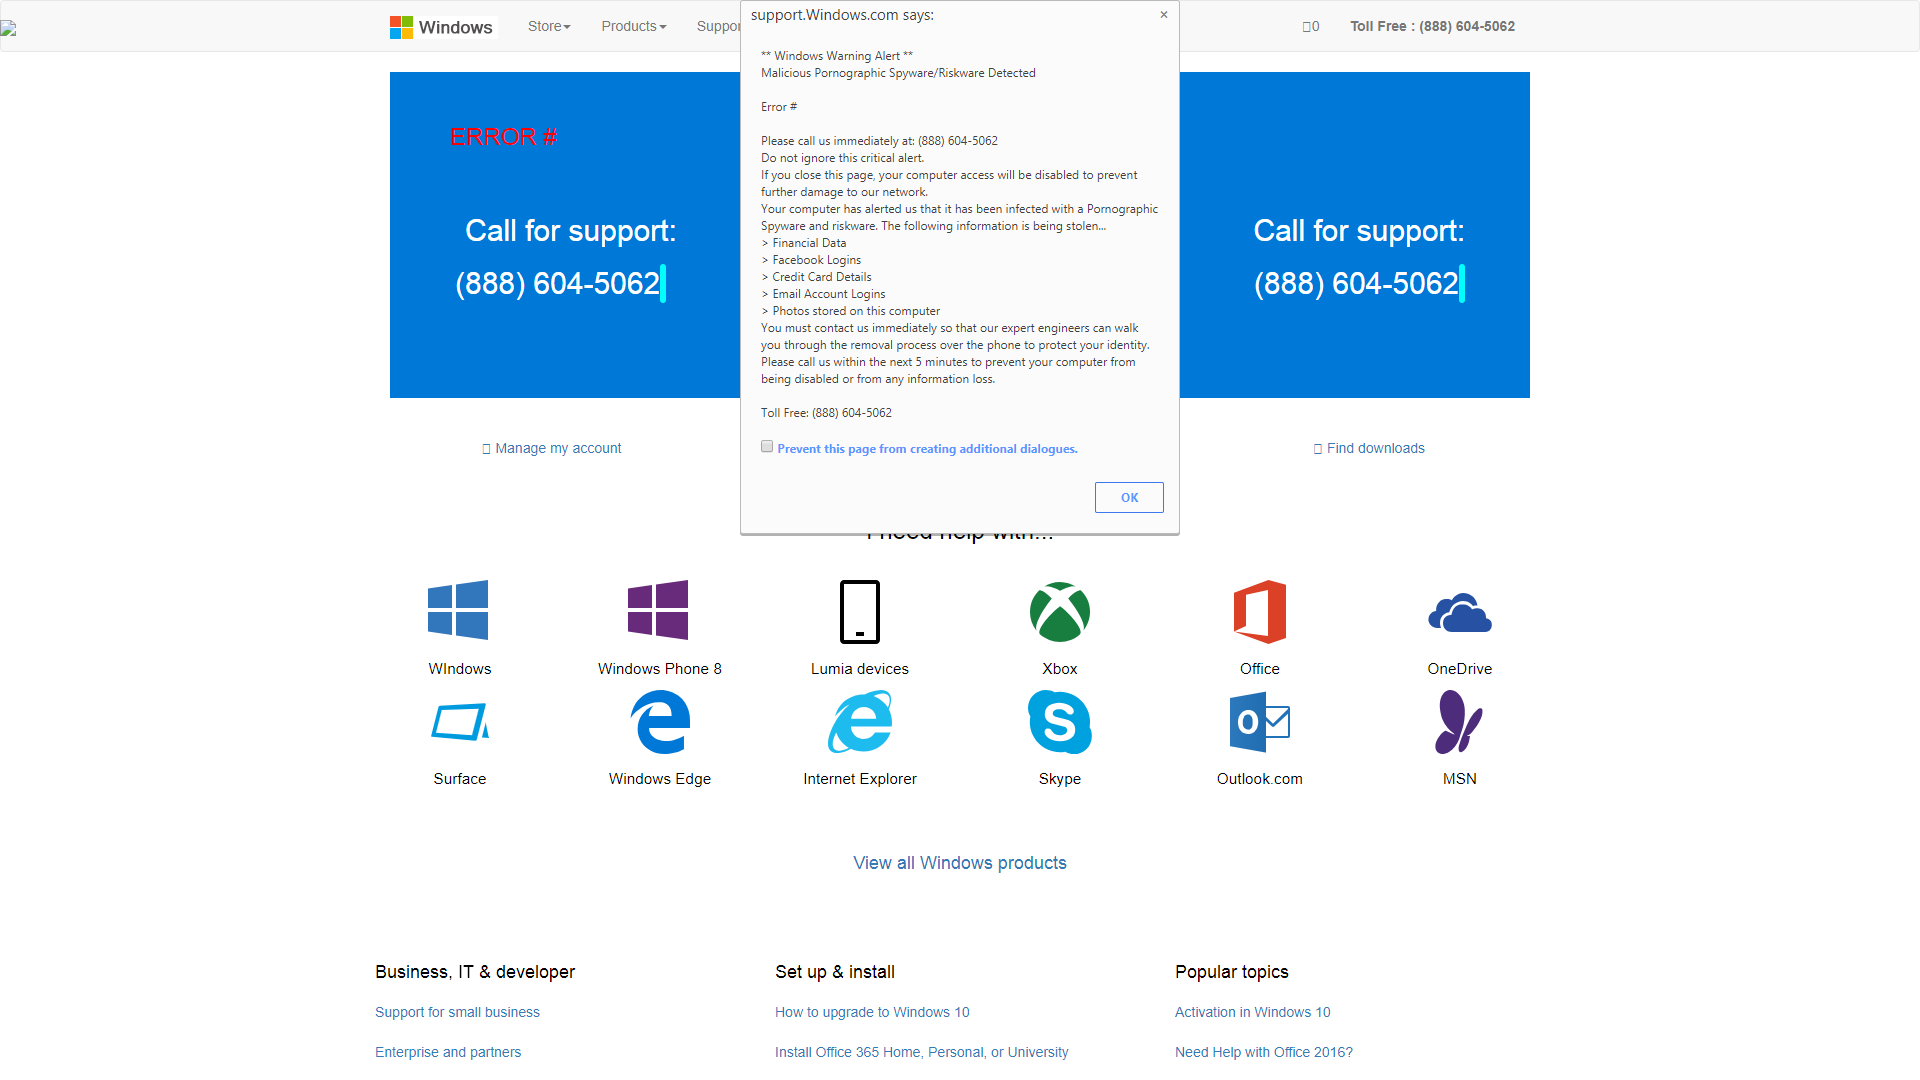 Windows
Store
Products
Suppor
0
Toll Free : (888) 604-5062
support.Windows.com says:
×
** Windows Warning Alert **
Malicious Pornographic Spyware/Riskware Detected
Error #
Please call us immediately at: (888) 604-5062
Do not ignore this critical alert.
If you close this page, your computer access will be disabled to prevent
further damage to our network.
Your computer has alerted us that it has been infected with a Pornographic
Spyware and riskware. The following information is being stolen...
> Financial Data
> Facebook Logins
> Credit Card Details
> Email Account Logins
> Photos stored on this computer
You must contact us immediately so that our expert engineers can walk
you through the removal process over the phone to protect your identity.
Please call us within the next 5 minutes to prevent your computer from
being disabled or from any information loss.
Toll Free: (888) 604-5062
Prevent this page from creating additional dialogues.
OK
ERROR #
Call for support:
(888) 604-5062
Call for support:
(888) 604-5062
Manage my account
Find downloads
I need help with...
WIndows
Windows Phone 8
Lumia devices
Xbox
Office
OneDrive
Surface
Windows Edge
Internet Explorer
Skype
Outlook.com
MSN
View all Windows products
Business, IT & developer
Set up & install
Popular topics
Support for small business
How to upgrade to Windows 10
Activation in Windows 10
Enterprise and partners
Install Office 365 Home, Personal, or University
Need Help with Office 2016?